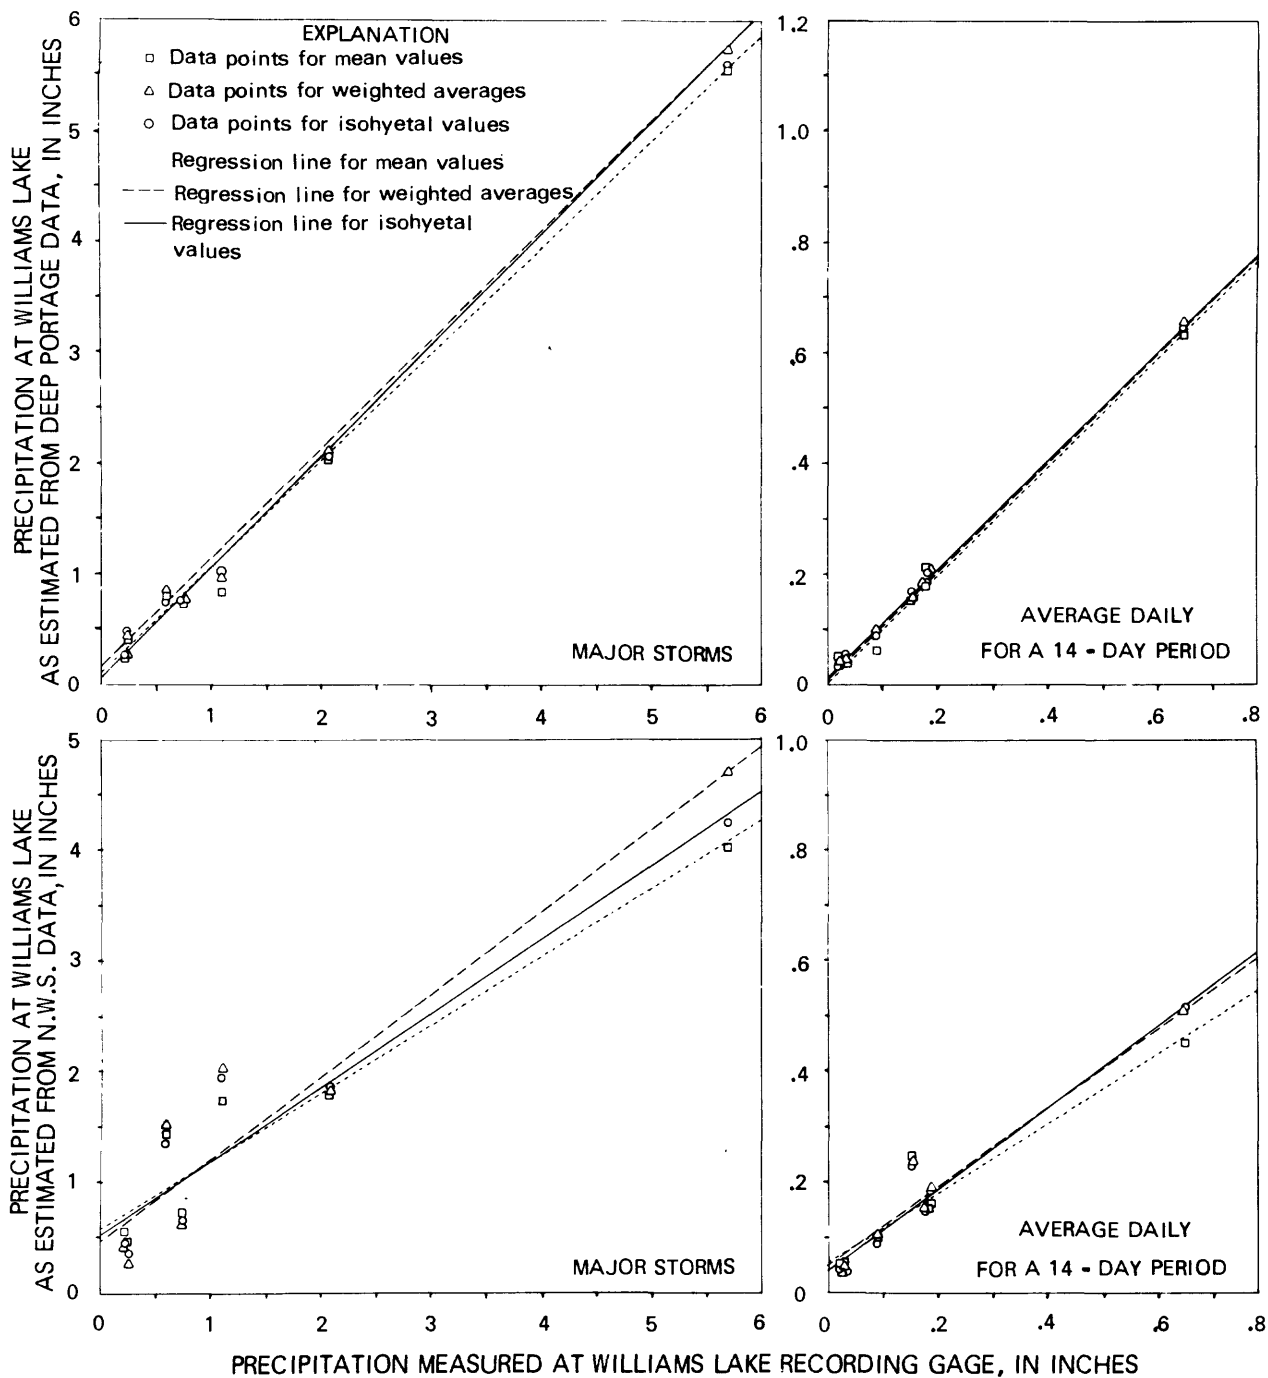 PRECIPITATION AT WILLIAMS LAKE
AS ESTIMATED FROM DEEP PORTAGE DATA, IN INCHES
6
5
4
3
2
1
0
EXPLANATION
Data points for mean values
Data points for weighted averages
Data points for isohyetal values
Regression line for mean values
Regression line for weighted averages
Regression line for isohyetal
values
MAJOR STORMS
0 1 2 3 4 5 6
1.2
1.0
.8
.6
.4
.2
0
AVERAGE DAILY
FOR A 14 - DAY PERIOD
0 .2 .4 .6 .8
PRECIPITATION AT WILLIAMS LAKE
AS ESTIMATED FROM N.W.S. DATA, IN INCHES
5
4
3
2
1
0
MAJOR STORMS
0 1 2 3 4 5 6
1.0
.8
.6
.4
.2
0
AVERAGE DAILY
FOR A 14 - DAY PERIOD
0 .2 .4 .6 .8
PRECIPITATION MEASURED AT WILLIAMS LAKE RECORDING GAGE, IN INCHES